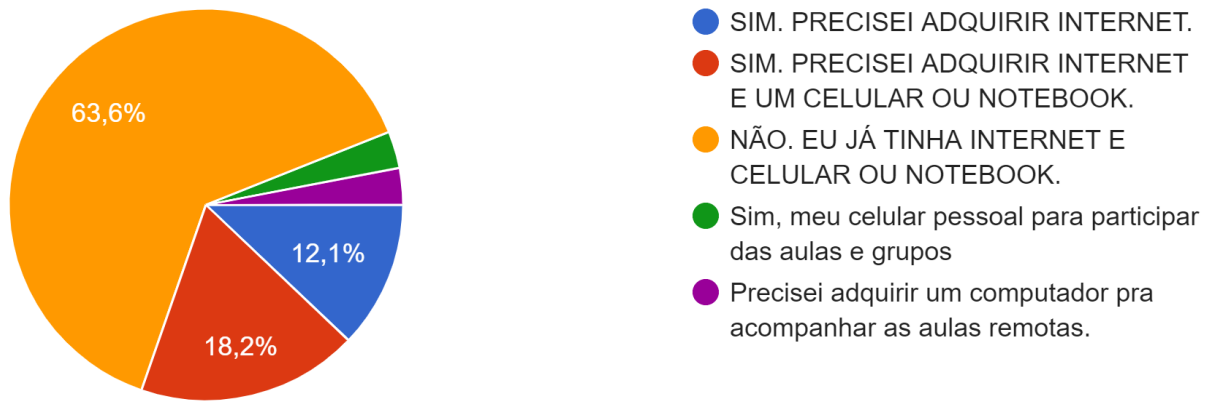 63,6%
12,1%
18,2%
SIM. PRECISEI ADQUIRIR INTERNET.
SIM. PRECISEI ADQUIRIR INTERNET
E UM CELULAR OU NOTEBOOK.
NÃO. EU JÁ TINHA INTERNET E
CELULAR OU NOTEBOOK.
Sim, meu celular pessoal para participar
das aulas e grupos
Precisei adquirir um computador pra
acompanhar as aulas remotas.